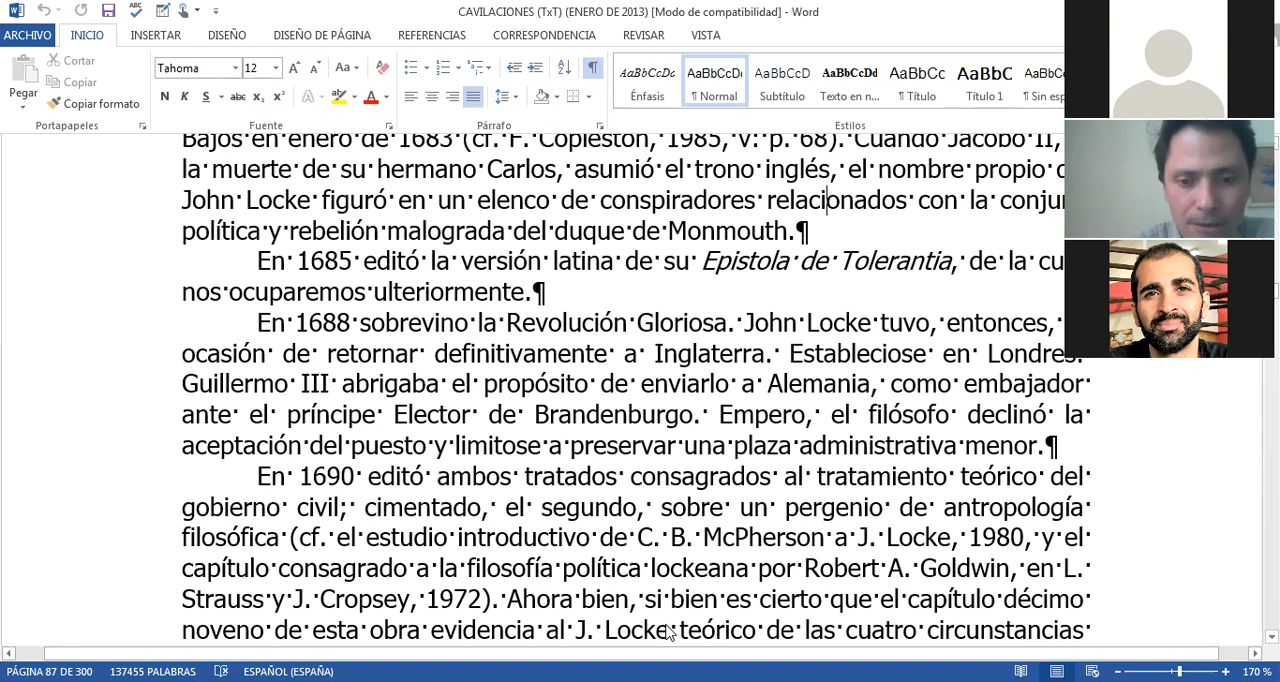 CAVILACIONES (TxT) (ENERO DE 2013) [Modo de compatibilidad] - Word
ARCHIVO INICIO INSERTAR DISEÑO DISEÑO DE PÁGINA REFERENCIAS CORRESPONDENCIA REVISAR VISTA
Pegar
Cortar
Copiar
Copiar formato
Portapapeles
Tahoma 12
N K S abc x₂ x²
Fuente
Párrafo
AaBbCcDc AaBbCcDc AaBbCcD AaBbCcDd AaBbCc AaBbC AaBbCc
Énfasis ¶ Normal Subtítulo Texto en n... ¶ Título Título 1 ¶ Sin esp
Estilos
Bajos en enero de 1683 (cf. F. Copleston, 1985, v: p. 68). Cuando Jacobo II,
la muerte de su hermano Carlos, asumió el trono inglés, el nombre propio
John Locke figuró en un elenco de conspiradores relacionados con la
política y rebelión malograda del duque de Monmouth.¶
En 1685 editó la versión latina de su Epistola de Tolerantia, de la
nos ocuparemos ulteriormente.¶
En 1688 sobrevino la Revolución Gloriosa. John Locke tuvo, entonces,
ocasión de retornar definitivamente a Inglaterra. Estableciose en Londres.
Guillermo III abrigaba el propósito de enviarlo a Alemania, como embajador
ante el príncipe Elector de Brandenburgo. Empero, el filósofo declinó la
aceptación del puesto y limitose a preservar una plaza administrativa menor.¶
En 1690 editó ambos tratados consagrados al tratamiento teórico del
gobierno civil; cimentado, el segundo, sobre un pergenio de antropología
filosófica (cf. el estudio introductivo de C. B. McPherson a J. Locke, 1980, y el
capítulo consagrado a la filosofía política lockeana por Robert A. Goldwin, en L.
Strauss y J. Cropsey, 1972). Ahora bien, si bien es cierto que el capítulo décimo
noveno de esta obra evidencia al J. Locke teórico de las cuatro circunstancias
PÁGINA 87 DE 300 137455 PALABRAS ESPAÑOL (ESPAÑA) 170 %